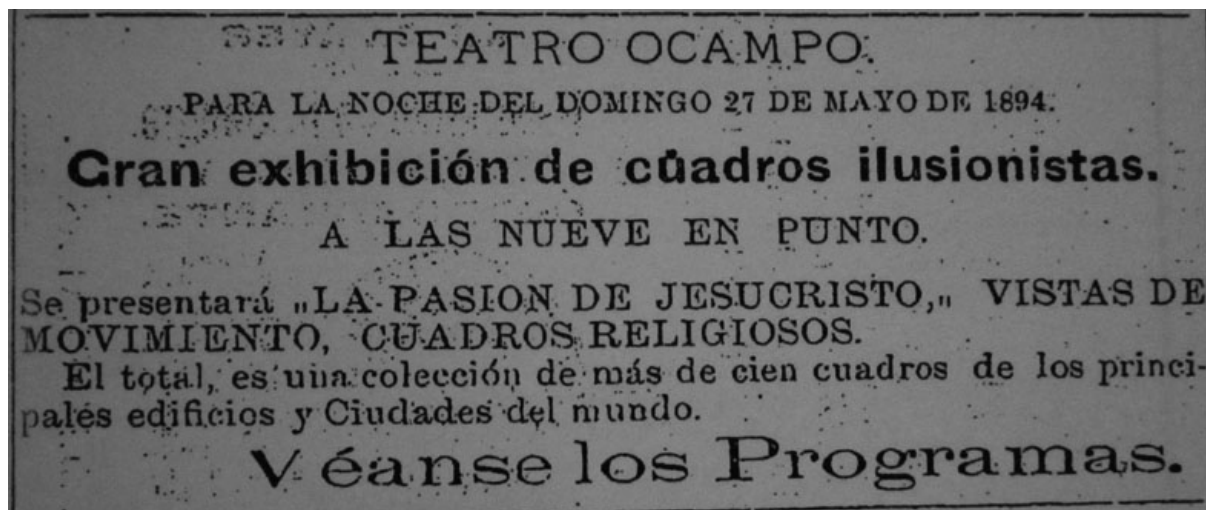 TEATRO OCAMPO.
PARA LA NOCHE DEL DOMINGO 27 DE MAYO DE 1894.
Gran exhibición de cuadros ilusionistas.
A LAS NUEVE EN PUNTO.
Se presentará „LA PASION DE JESUCRISTO,„ VISTAS DE
MOVIMIENTO, CUADROS RELIGIOSOS.
El total, es una colección de más de cien cuadros de los princi-
pales edificios y Ciudades del mundo.
Véanse los Programas.